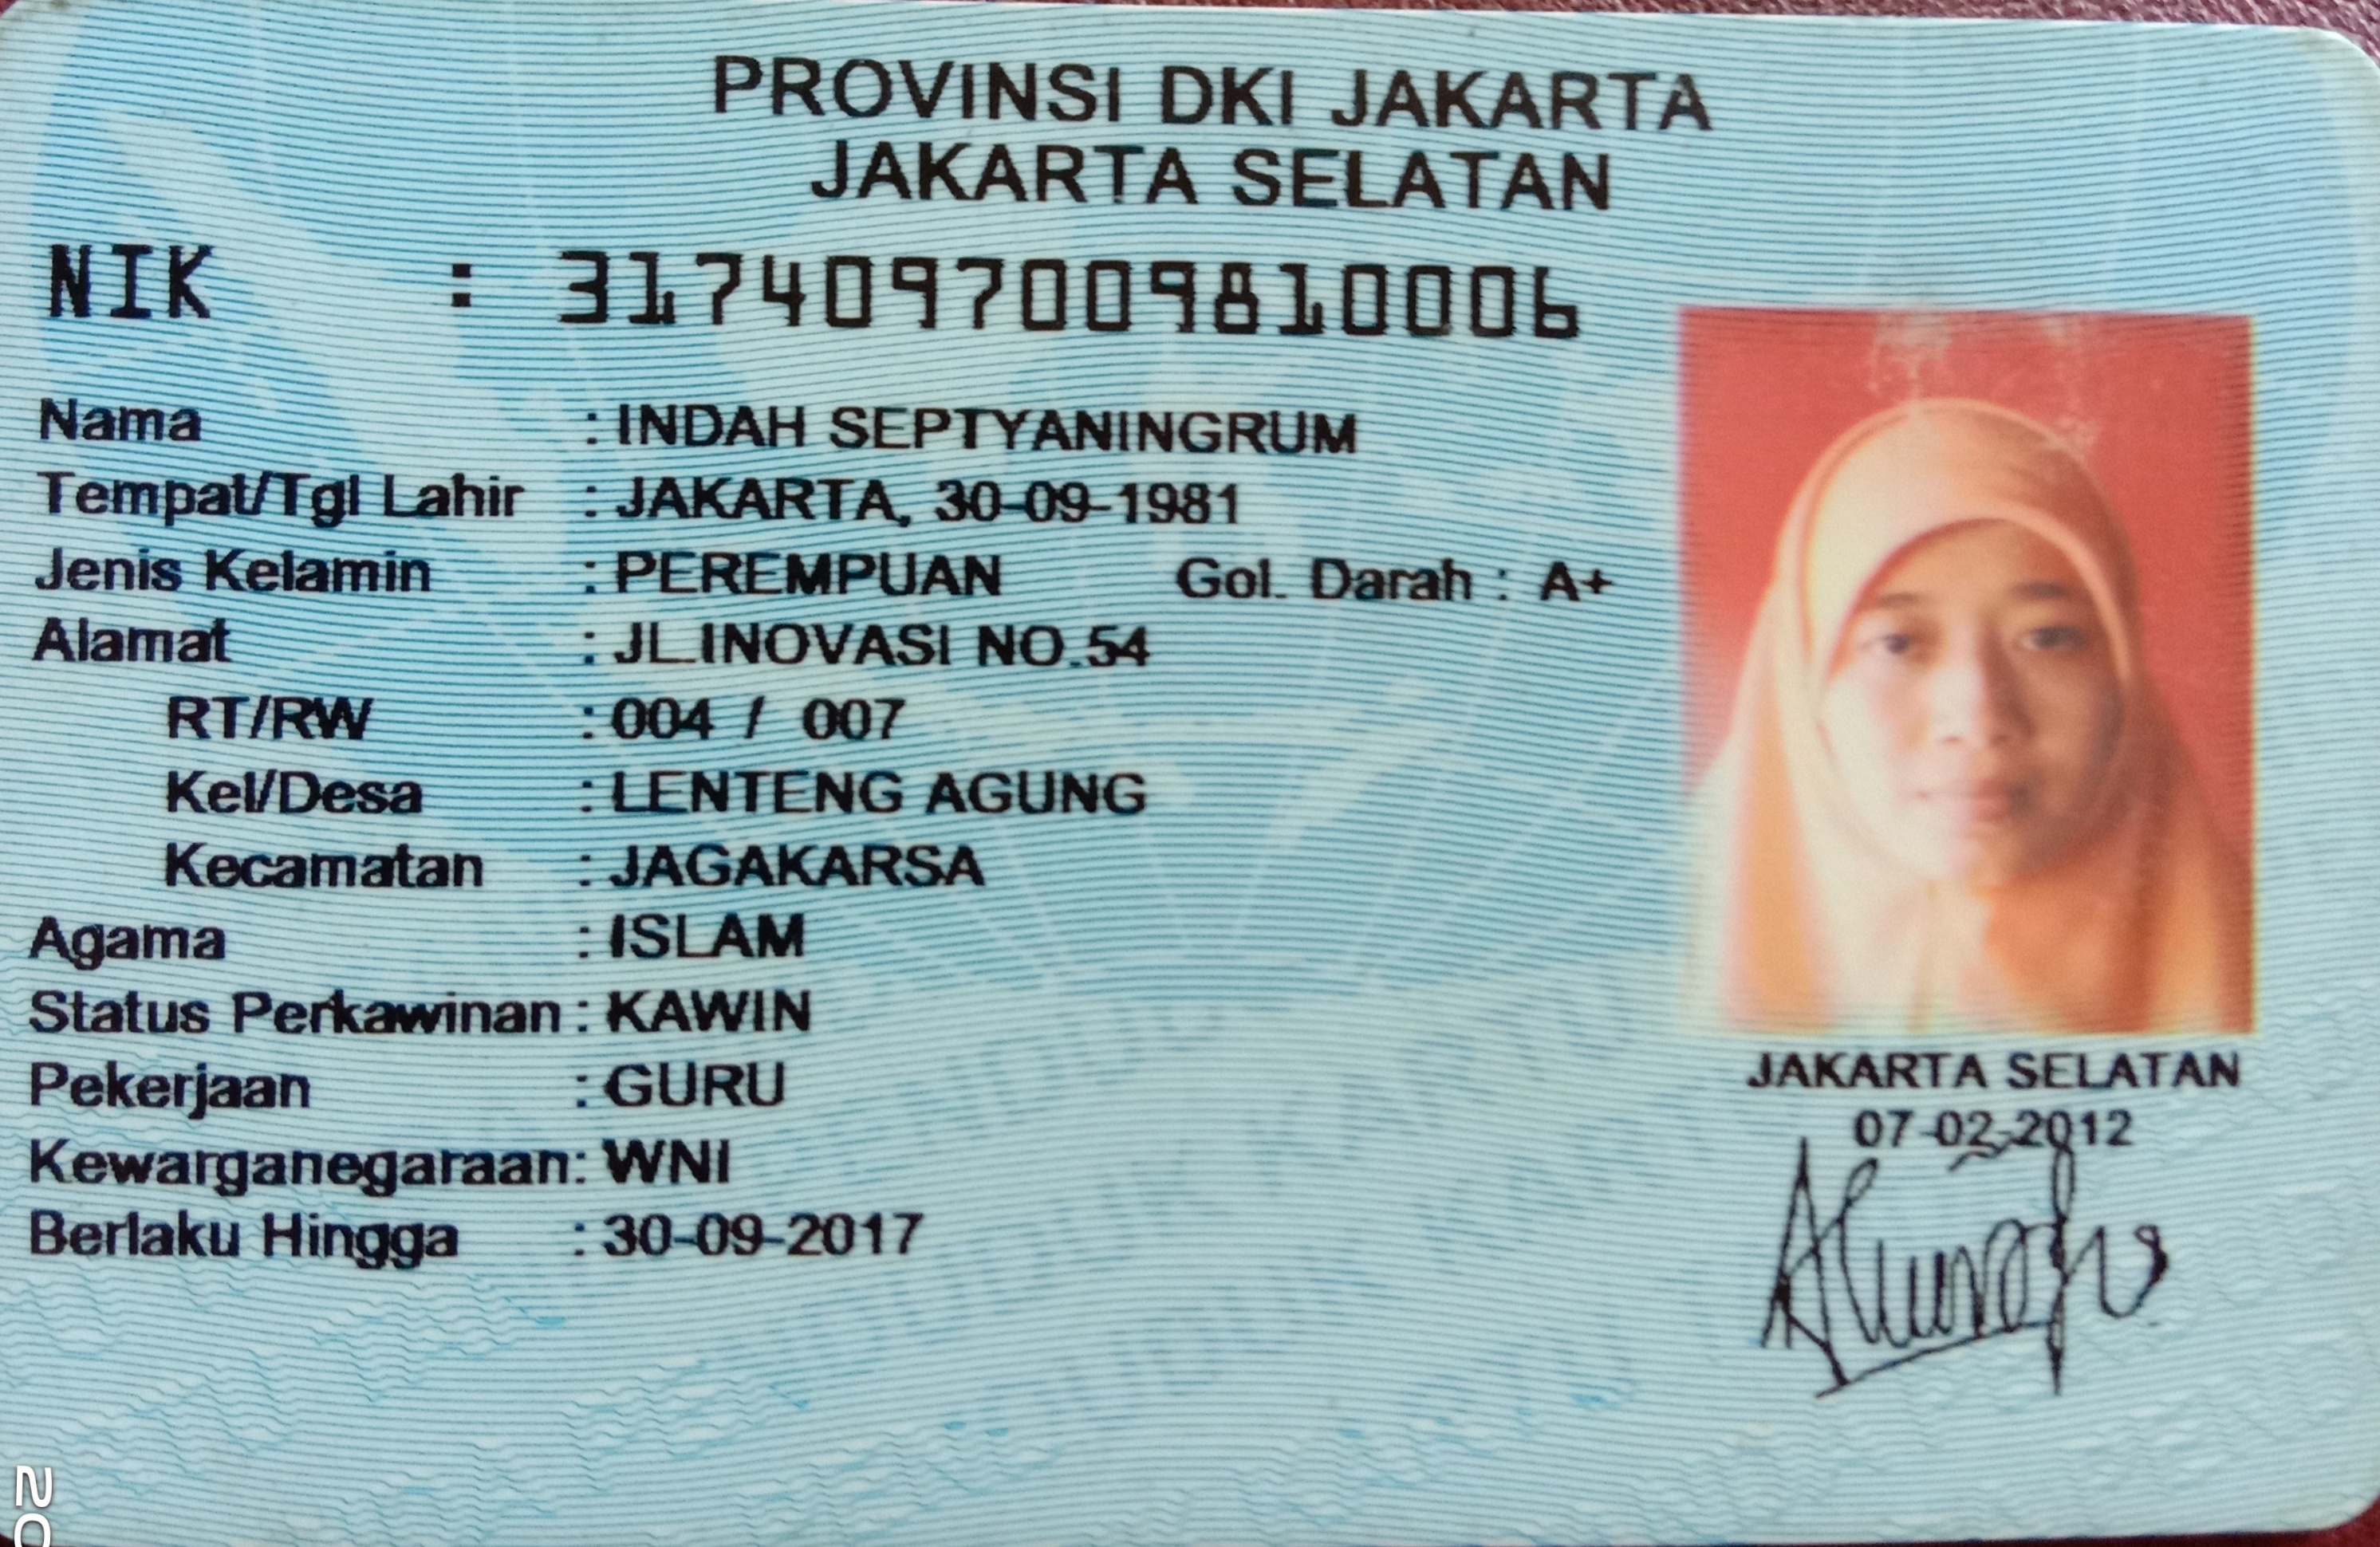 PROVINSI DKI JAKARTA
JAKARTA SELATAN
NIK : 3174097009810006
Nama : INDAH SEPTYANINGRUM
Tempat/Tgl Lahir : JAKARTA, 30-09-1981
Jenis Kelamin : PEREMPUAN Gol. Darah : A+
Alamat : JL.INOVASI NO.54
RT/RW : 004 / 007
Kel/Desa : LENTENG AGUNG
Kecamatan : JAGAKARSA
Agama : ISLAM
Status Perkawinan : KAWIN
Pekerjaan : GURU
Kewarganegaraan : WNI
Berlaku Hingga : 30-09-2017
JAKARTA SELATAN
07-02-2012
20